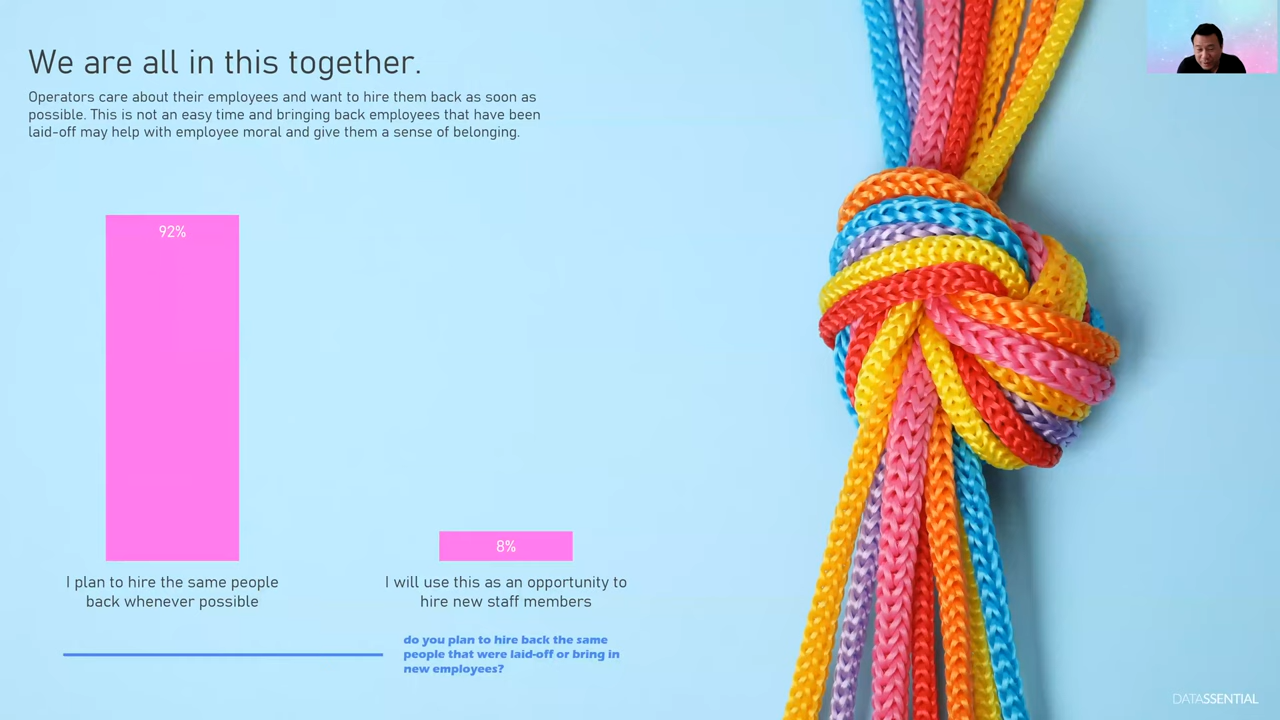 We are all in this together.
Operators care about their employees and want to hire them back as soon as
possible. This is not an easy time and bringing back employees that have been
laid-off may help with employee moral and give them a sense of belonging.
92%
8%
I plan to hire the same people
back whenever possible
I will use this as an opportunity to
hire new staff members
do you plan to hire back the same
people that were laid-off or bring in
new employees?
DATASSENTIAL